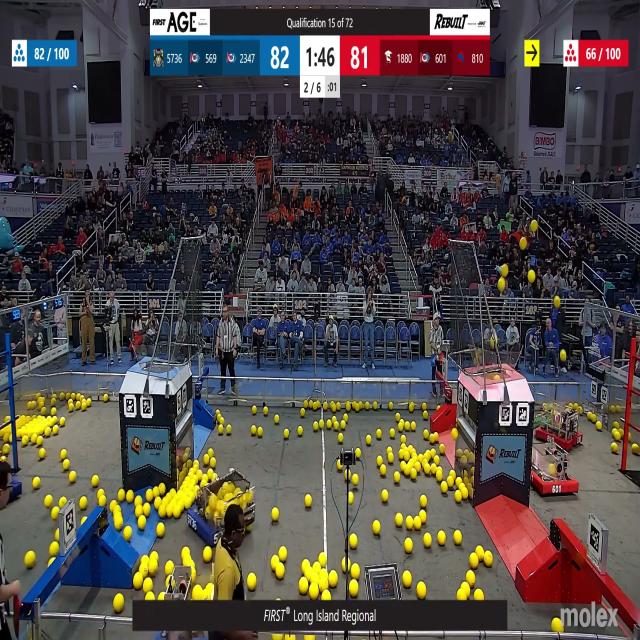 FIRST AGE
Qualification 15 of 72
REBUILT
82 / 100
5736 569 2347 82 1:46 81 1880 601 810
66 / 100
2 / 6 :01
BIMBO
REBUILT
REBUILT
601
FIRST® Long Island Regional
molex